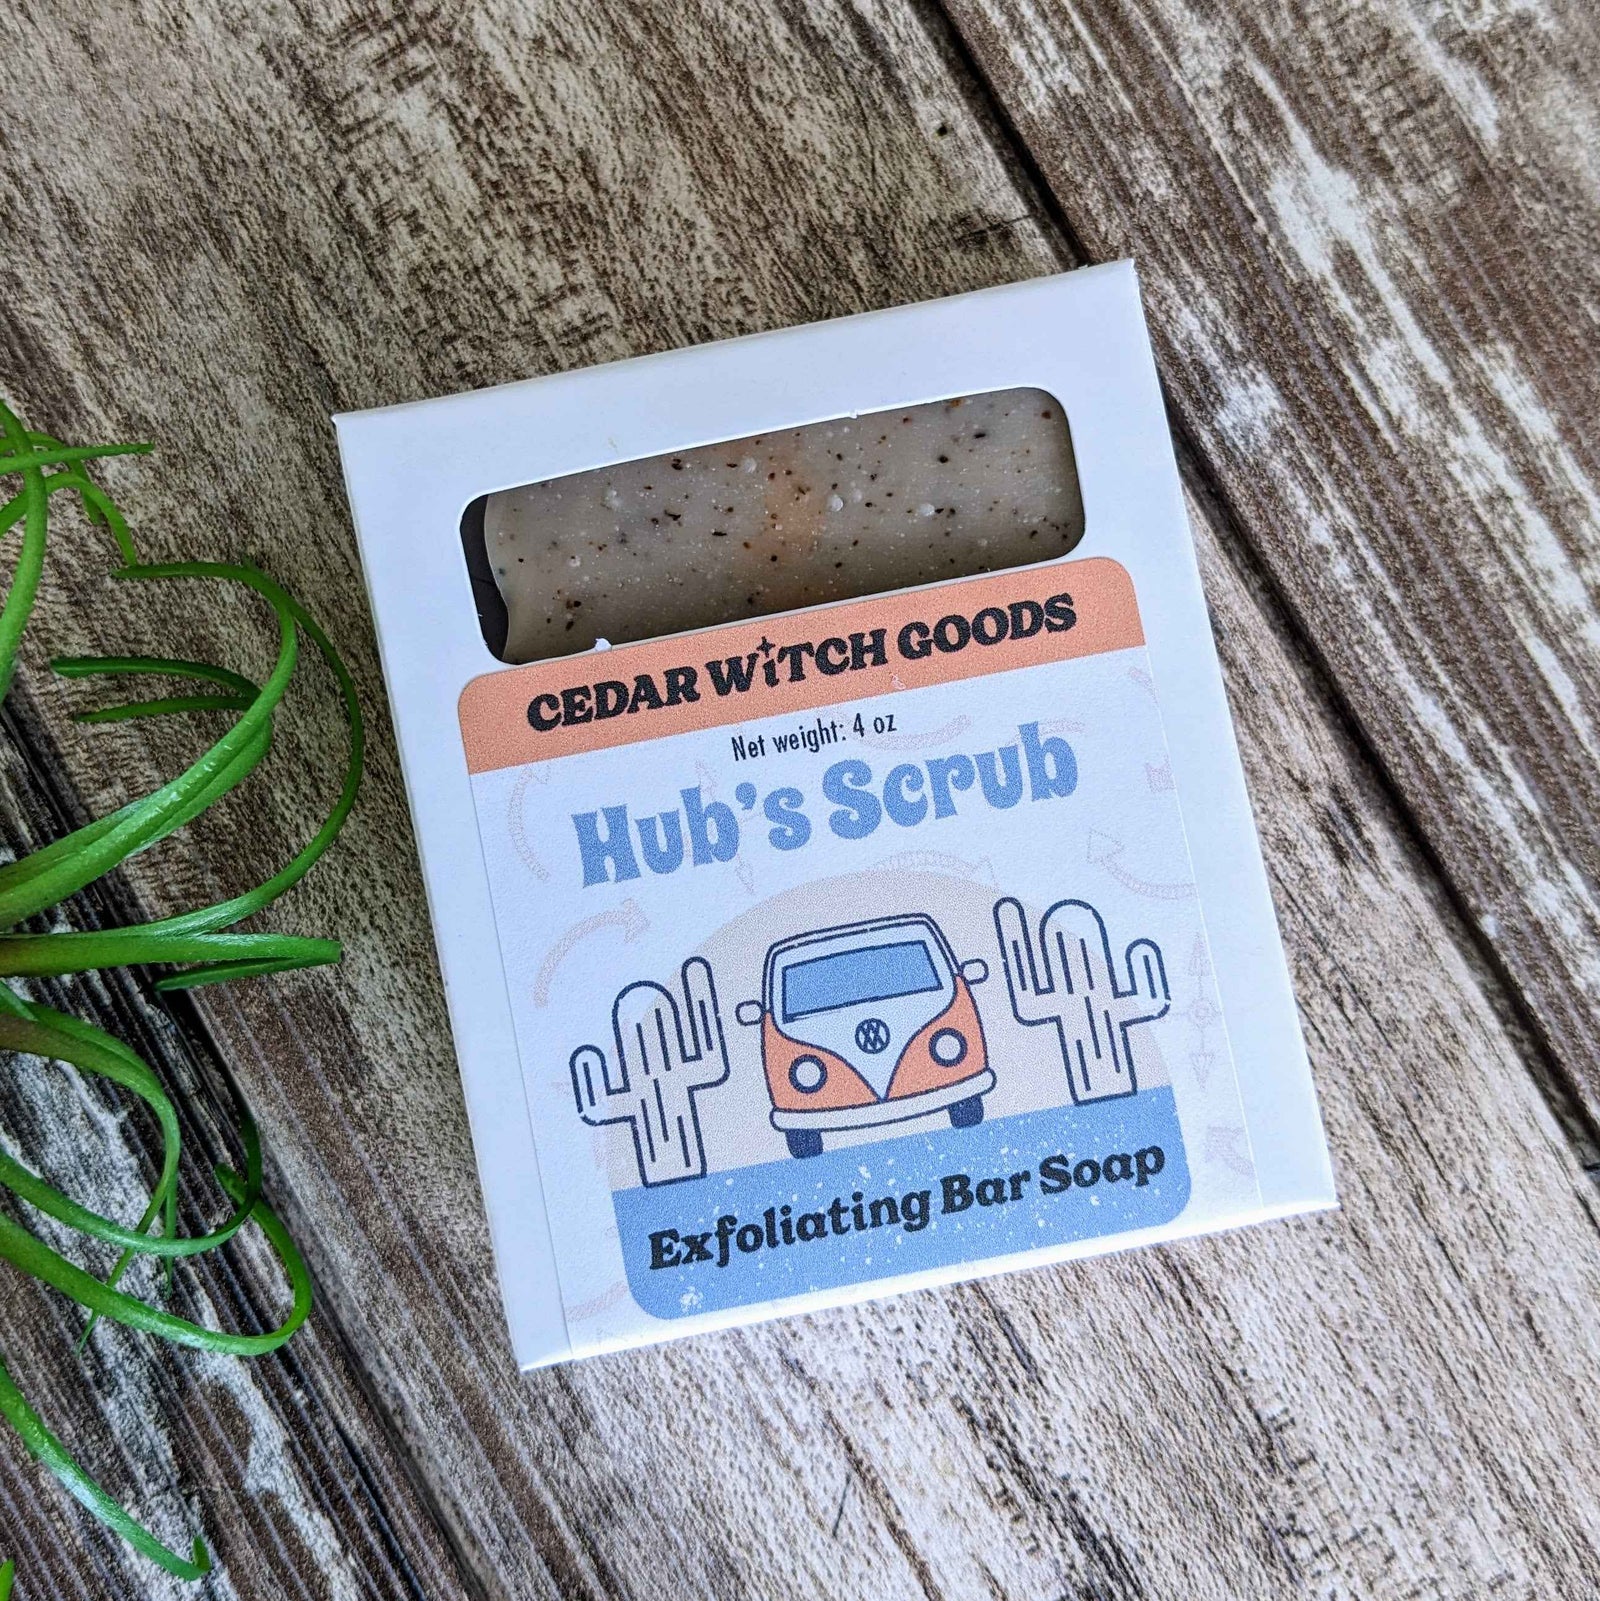 CEDAR WITCH GOODS
Net weight: 4 oz
Hub's Scrub
Exfoliating Bar Soap